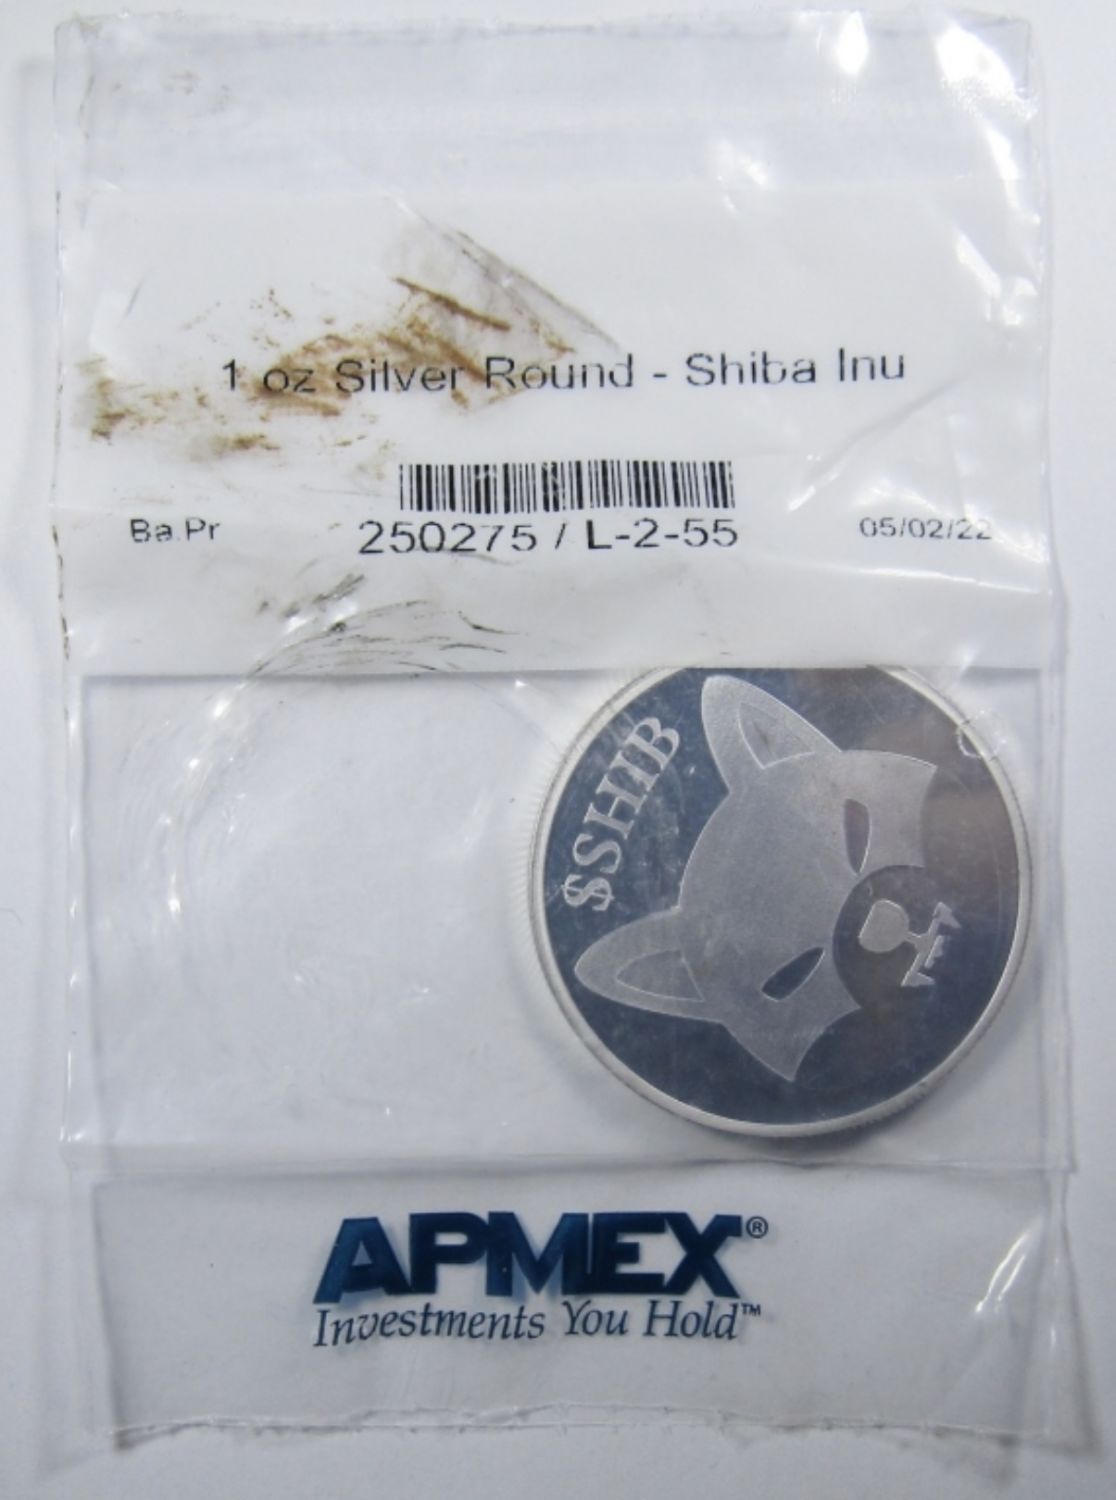 1 oz Silver Round - Shiba Inu
Ba.Pr 250275 / L-2-55 05/02/22
$SHIB
APMEX®
Investments You Hold™